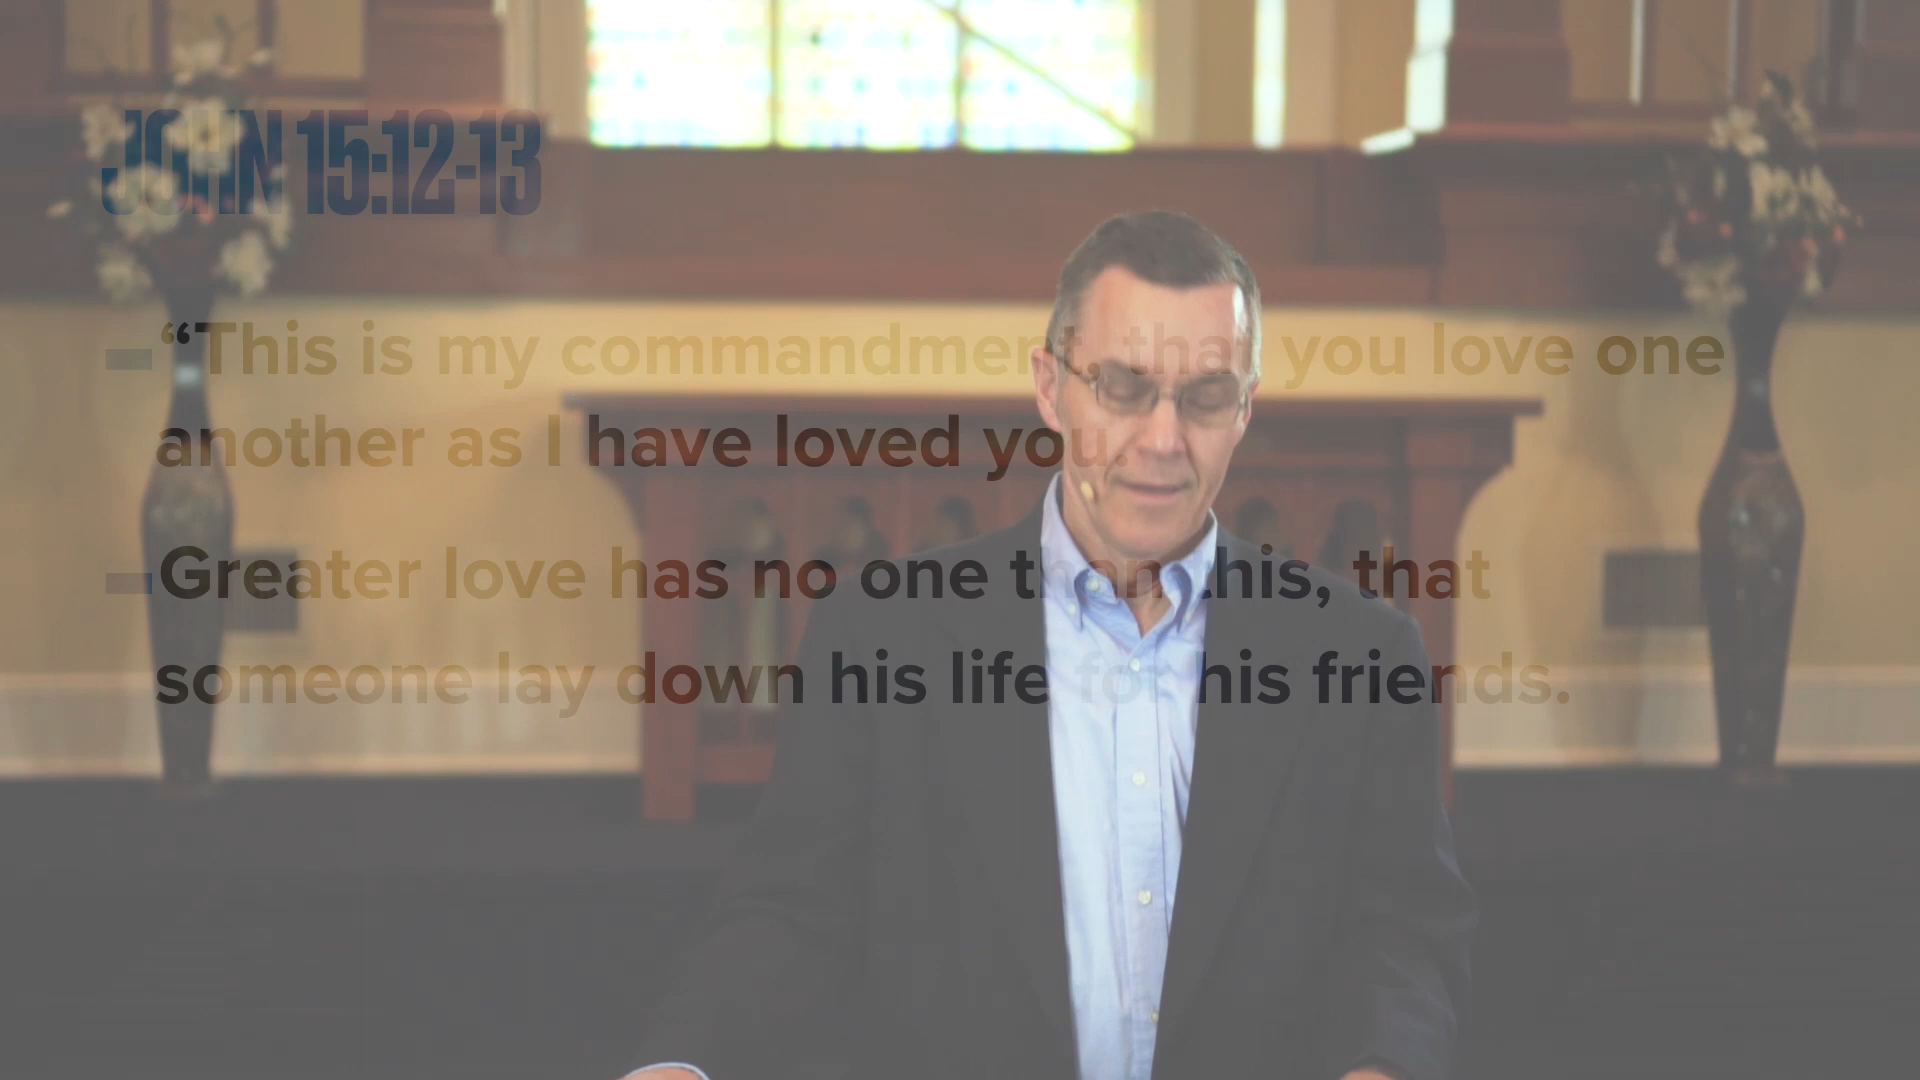 JOHN 15:12-13
“This is my commandment, that you love one
another as I have loved you.
Greater love has no one than this, that
someone lay down his life for his friends.